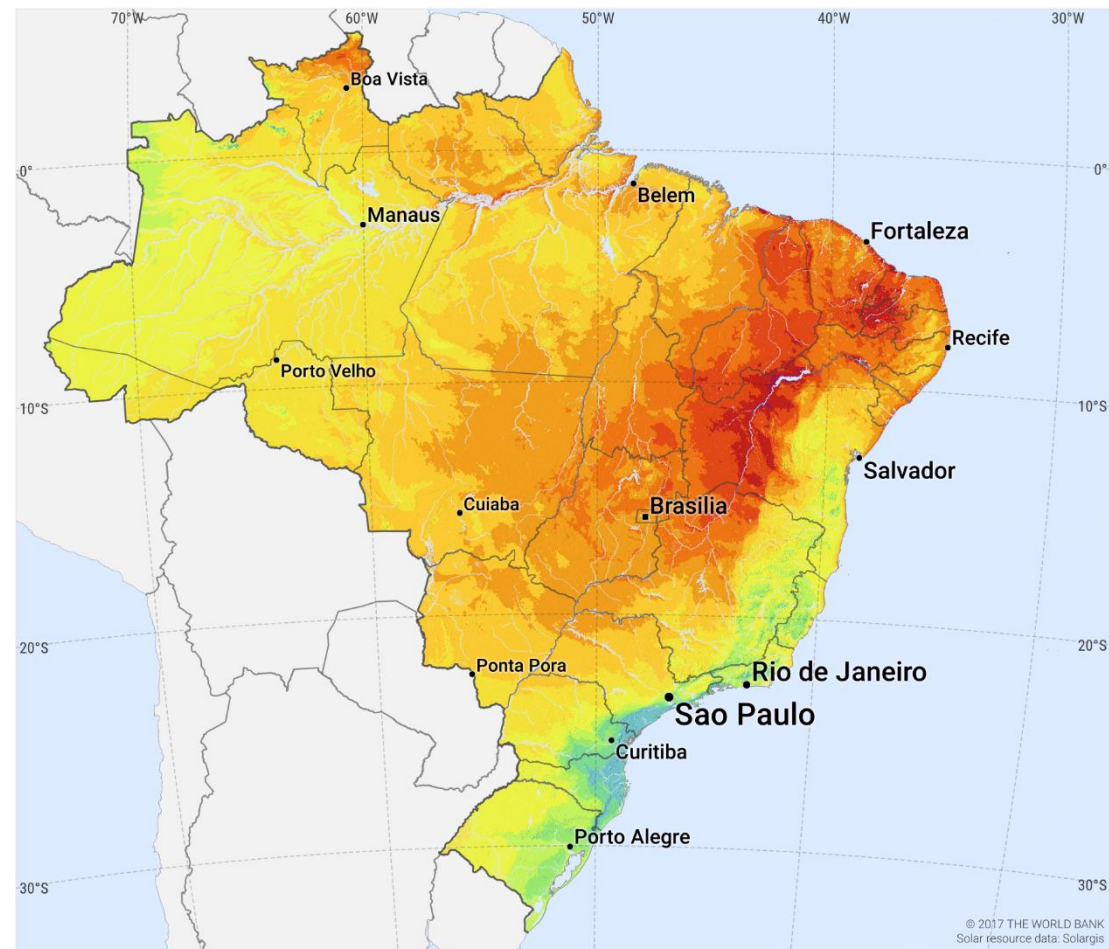 70°W 60°W 50°W 40°W 30°W
Boa Vista
0° 0°
Belem
Manaus
Fortaleza
Recife
Porto Velho
10°S 10°S
Salvador
Cuiaba
Brasilia
20°S 20°S
Ponta Pora
Rio de Janeiro
Sao Paulo
Curitiba
Porto Alegre
30°S 30°S
© 2017 THE WORLD BANK
Solar resource data: Solargis